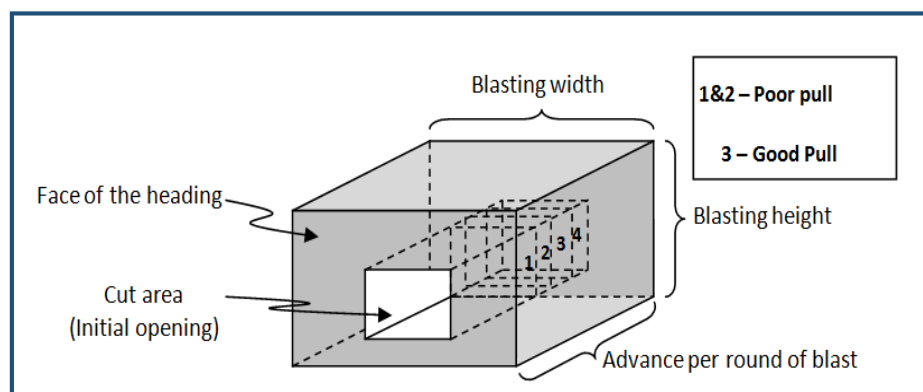 Blasting width
1&2 – Poor pull
3 – Good Pull
Face of the heading
Blasting height
1 2 3 4
Cut area
(Initial opening)
Advance per round of blast